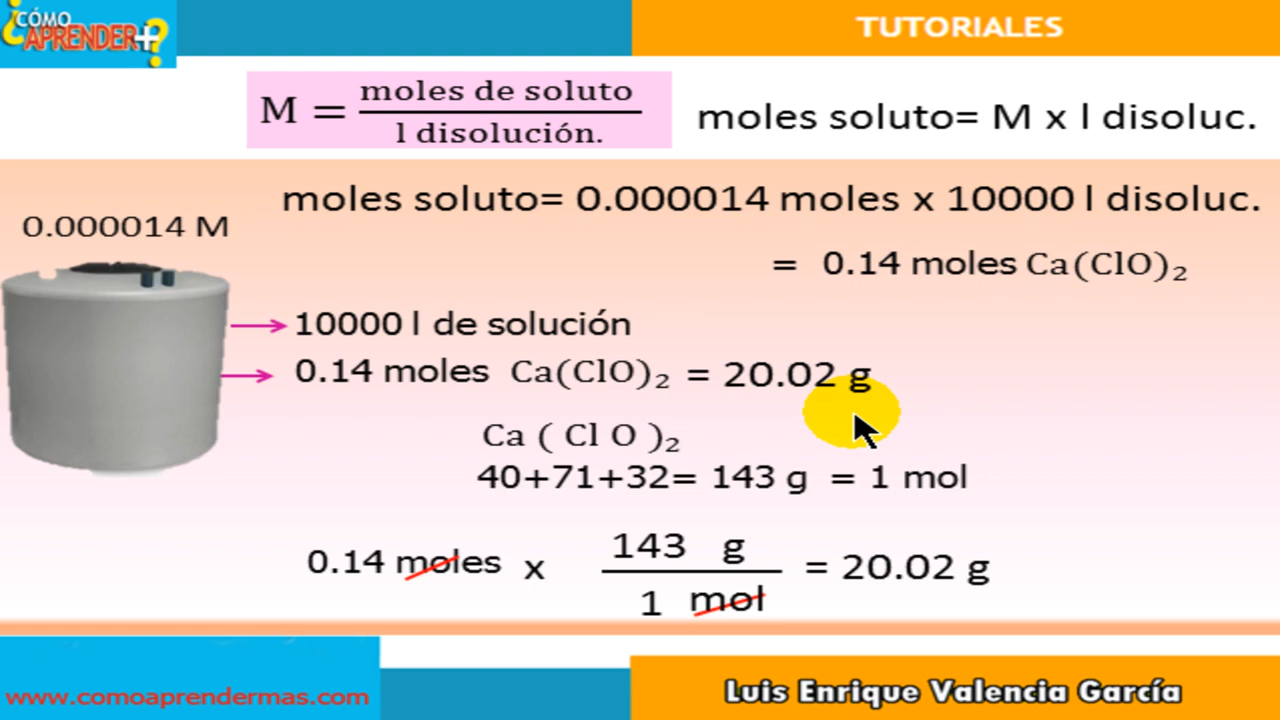 ¿CÓMO
APRENDER+?
TUTORIALES
M = moles de soluto / l disolución.
moles soluto= M x l disoluc.
moles soluto= 0.000014 moles x 10000 l disoluc.
0.000014 M
= 0.14 moles Ca(ClO)₂
10000 l de solución
0.14 moles Ca(ClO)₂ = 20.02 g
Ca ( Cl O )₂
40+71+32= 143 g = 1 mol
0.14 moles x 143 g / 1 mol = 20.02 g
www.comoaprendermas.com
Luis Enrique Valencia García